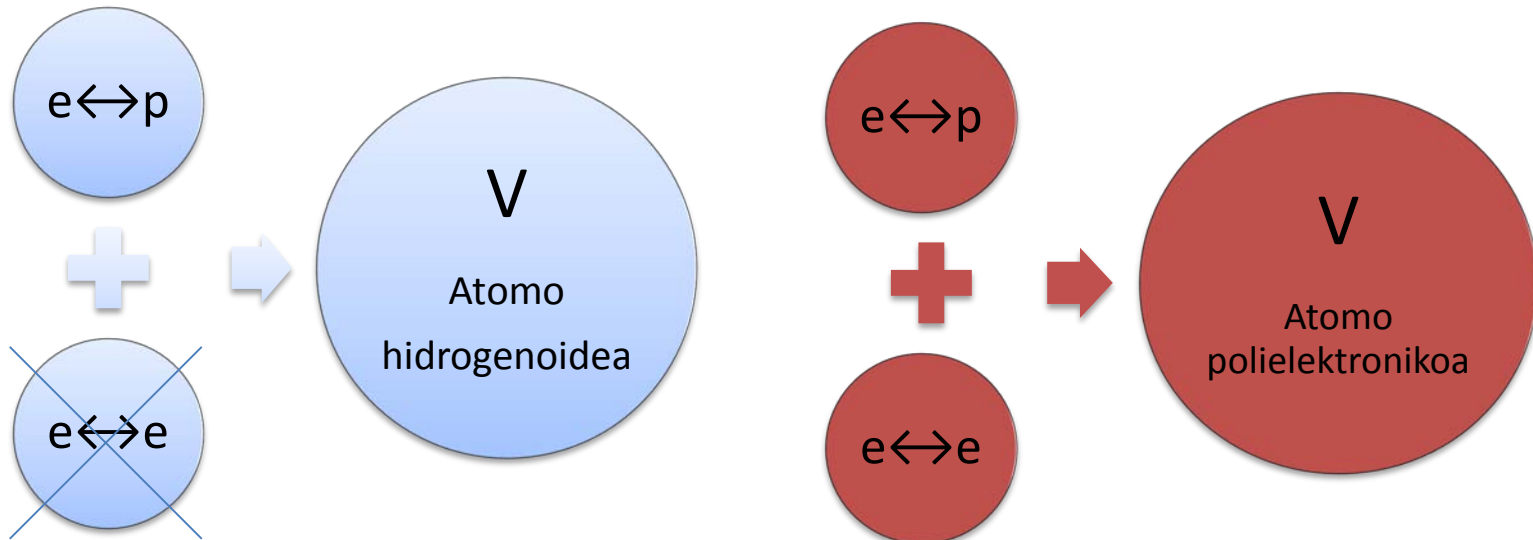 e↔p
e↔e
V
Atomo
hidrogenoidea
e↔p
e↔e
V
Atomo
polielektronikoa